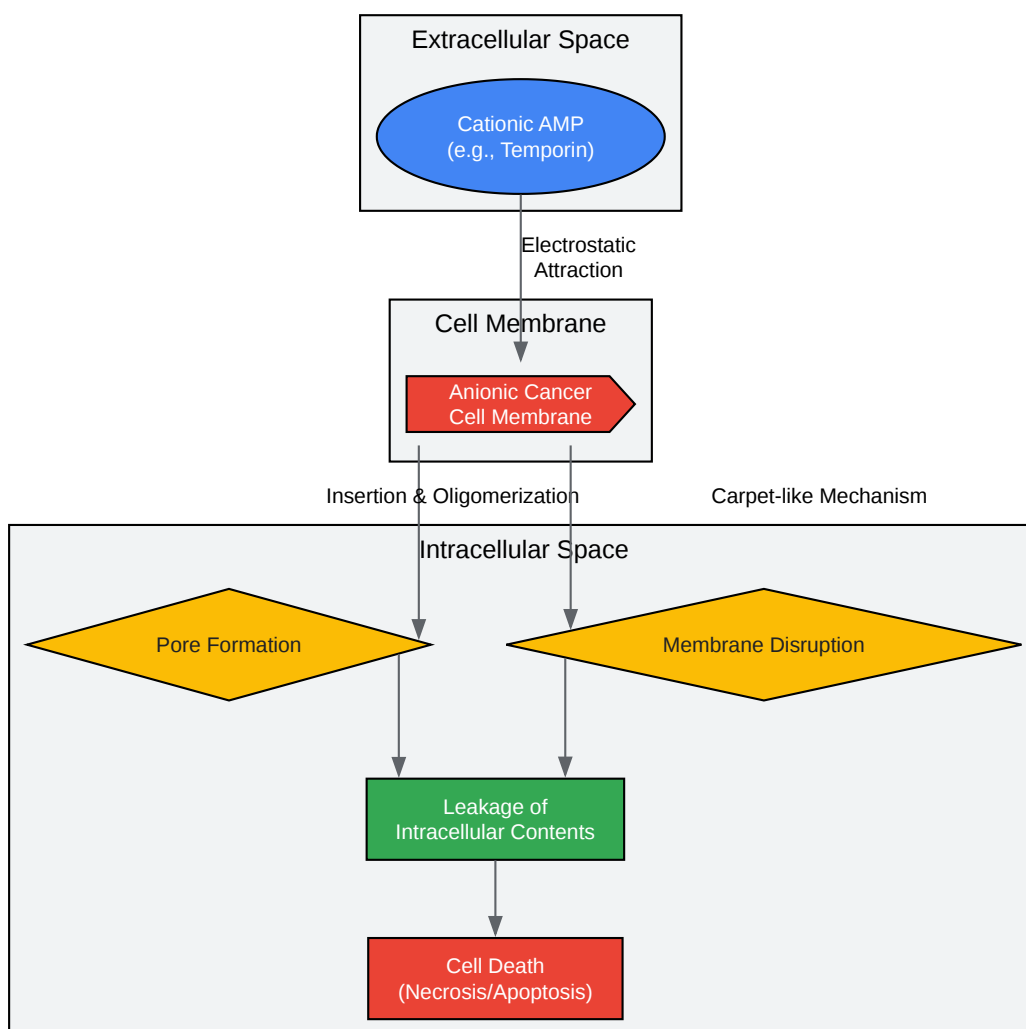 Extracellular Space
Cationic AMP
(e.g., Temporin)
Electrostatic
Attraction
Cell Membrane
Anionic Cancer
Cell Membrane
Insertion & Oligomerization
Carpet-like Mechanism
Intracellular Space
Pore Formation
Membrane Disruption
Leakage of
Intracellular Contents
Cell Death
(Necrosis/Apoptosis)